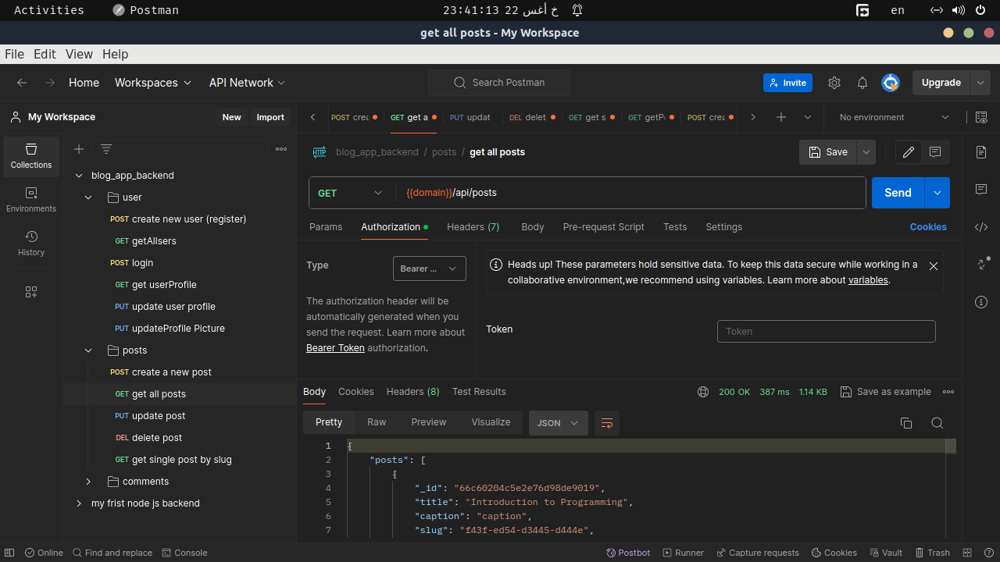 Activities Postman 23:41:13 22 خ أغس en
get all posts - My Workspace
File Edit View Help
Home Workspaces API Network Search Postman Invite Upgrade
My Workspace New Import
POST crea GET get a PUT updat DEL delet GET get s GET getP POST crea No environment
Collections
Environments
History
blog_app_backend
user
POST create new user (register)
GET getAllsers
POST login
GET get userProfile
PUT update user profile
PUT updateProfile Picture
posts
POST create a new post
GET get all posts
PUT update post
DEL delete post
GET get single post by slug
comments
my frist node js backend
HTTP blog_app_backend / posts / get all posts Save
GET {{domain}}/api/posts Send
Params Authorization Headers (7) Body Pre-request Script Tests Settings Cookies
Type Bearer ...
The authorization header will be
automatically generated when you
send the request. Learn more about
Bearer Token authorization.
Heads up! These parameters hold sensitive data. To keep this data secure while working in a
collaborative environment,we recommend using variables. Learn more about variables.
Token Token
Body Cookies Headers (8) Test Results 200 OK 387 ms 1.14 KB Save as example
Pretty Raw Preview Visualize JSON
1 {
2 "posts": [
3 {
4 "_id": "66c60204c5e2e76d98de9019",
5 "title": "Introduction to Programming",
6 "caption": "caption",
7 "slug": "f43f-ed54-d3445-d444e",
Online Find and replace Console Postbot Runner Capture requests Cookies Vault Trash